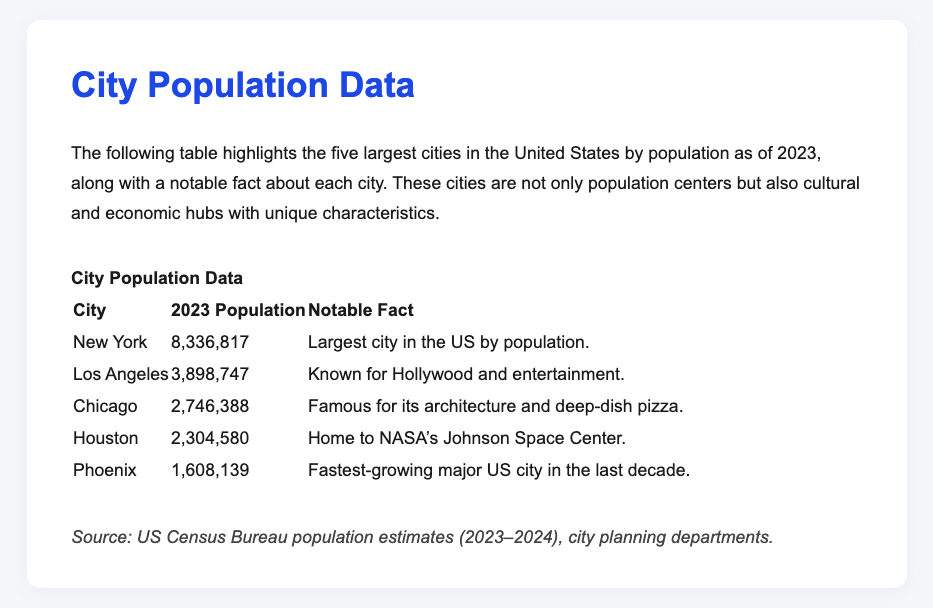 City Population Data
The following table highlights the five largest cities in the United States by population as of 2023,
along with a notable fact about each city. These cities are not only population centers but also cultural
and economic hubs with unique characteristics.
City Population Data
City 2023 Population Notable Fact
New York 8,336,817 Largest city in the US by population.
Los Angeles 3,898,747 Known for Hollywood and entertainment.
Chicago 2,746,388 Famous for its architecture and deep-dish pizza.
Houston 2,304,580 Home to NASA’s Johnson Space Center.
Phoenix 1,608,139 Fastest-growing major US city in the last decade.
Source: US Census Bureau population estimates (2023–2024), city planning departments.